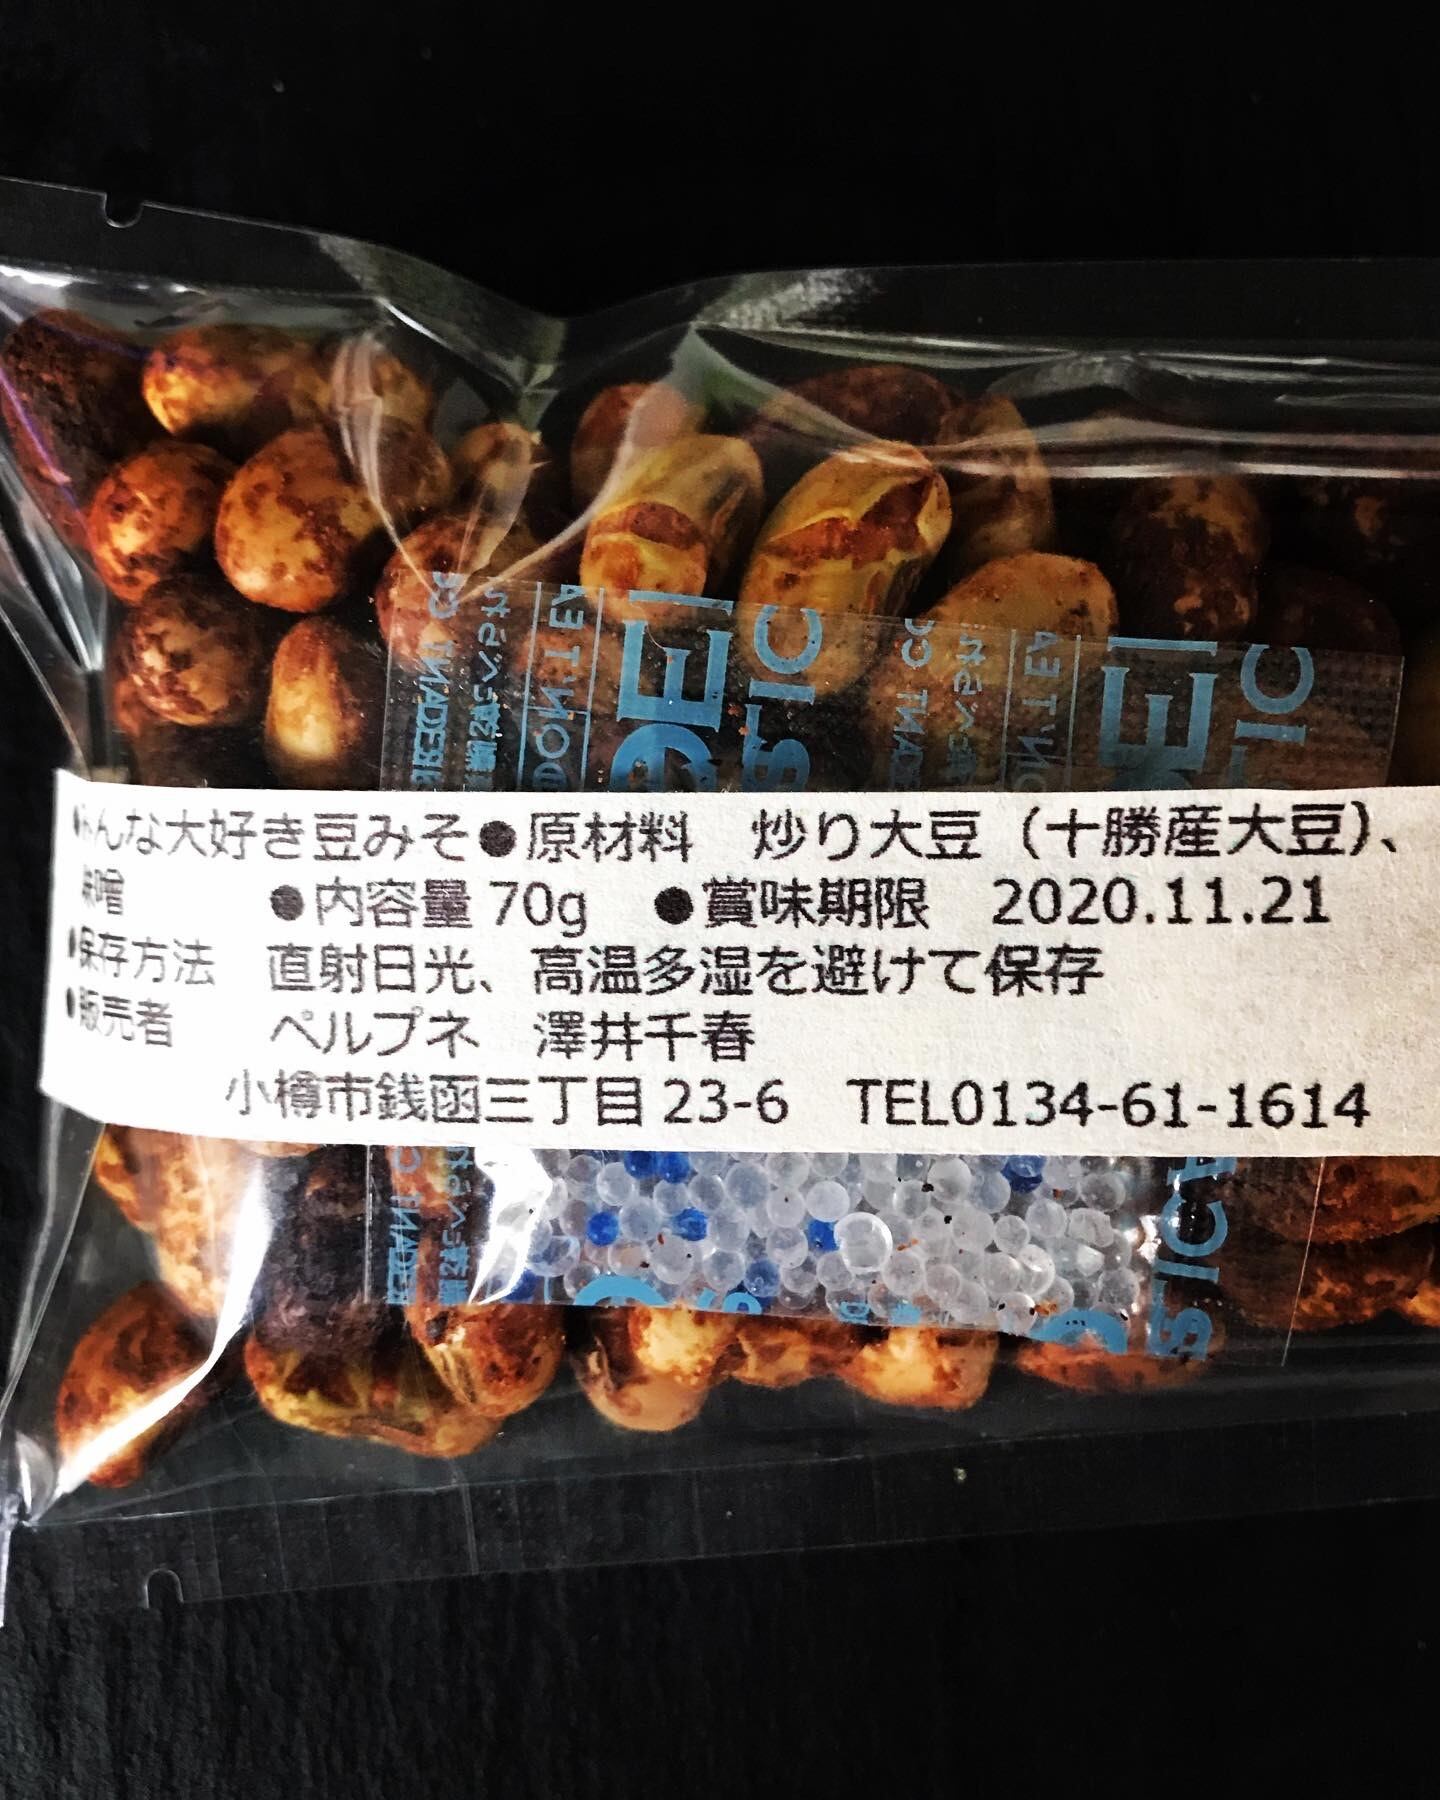 ●みんな大好き豆みそ●原材料 炒り大豆（十勝産大豆）、
味噌 ●内容量 70g ●賞味期限 2020.11.21
●保存方法 直射日光、高温多湿を避けて保存
●販売者 ペルプネ 澤井千春
小樽市銭函三丁目 23-6 TEL0134-61-1614